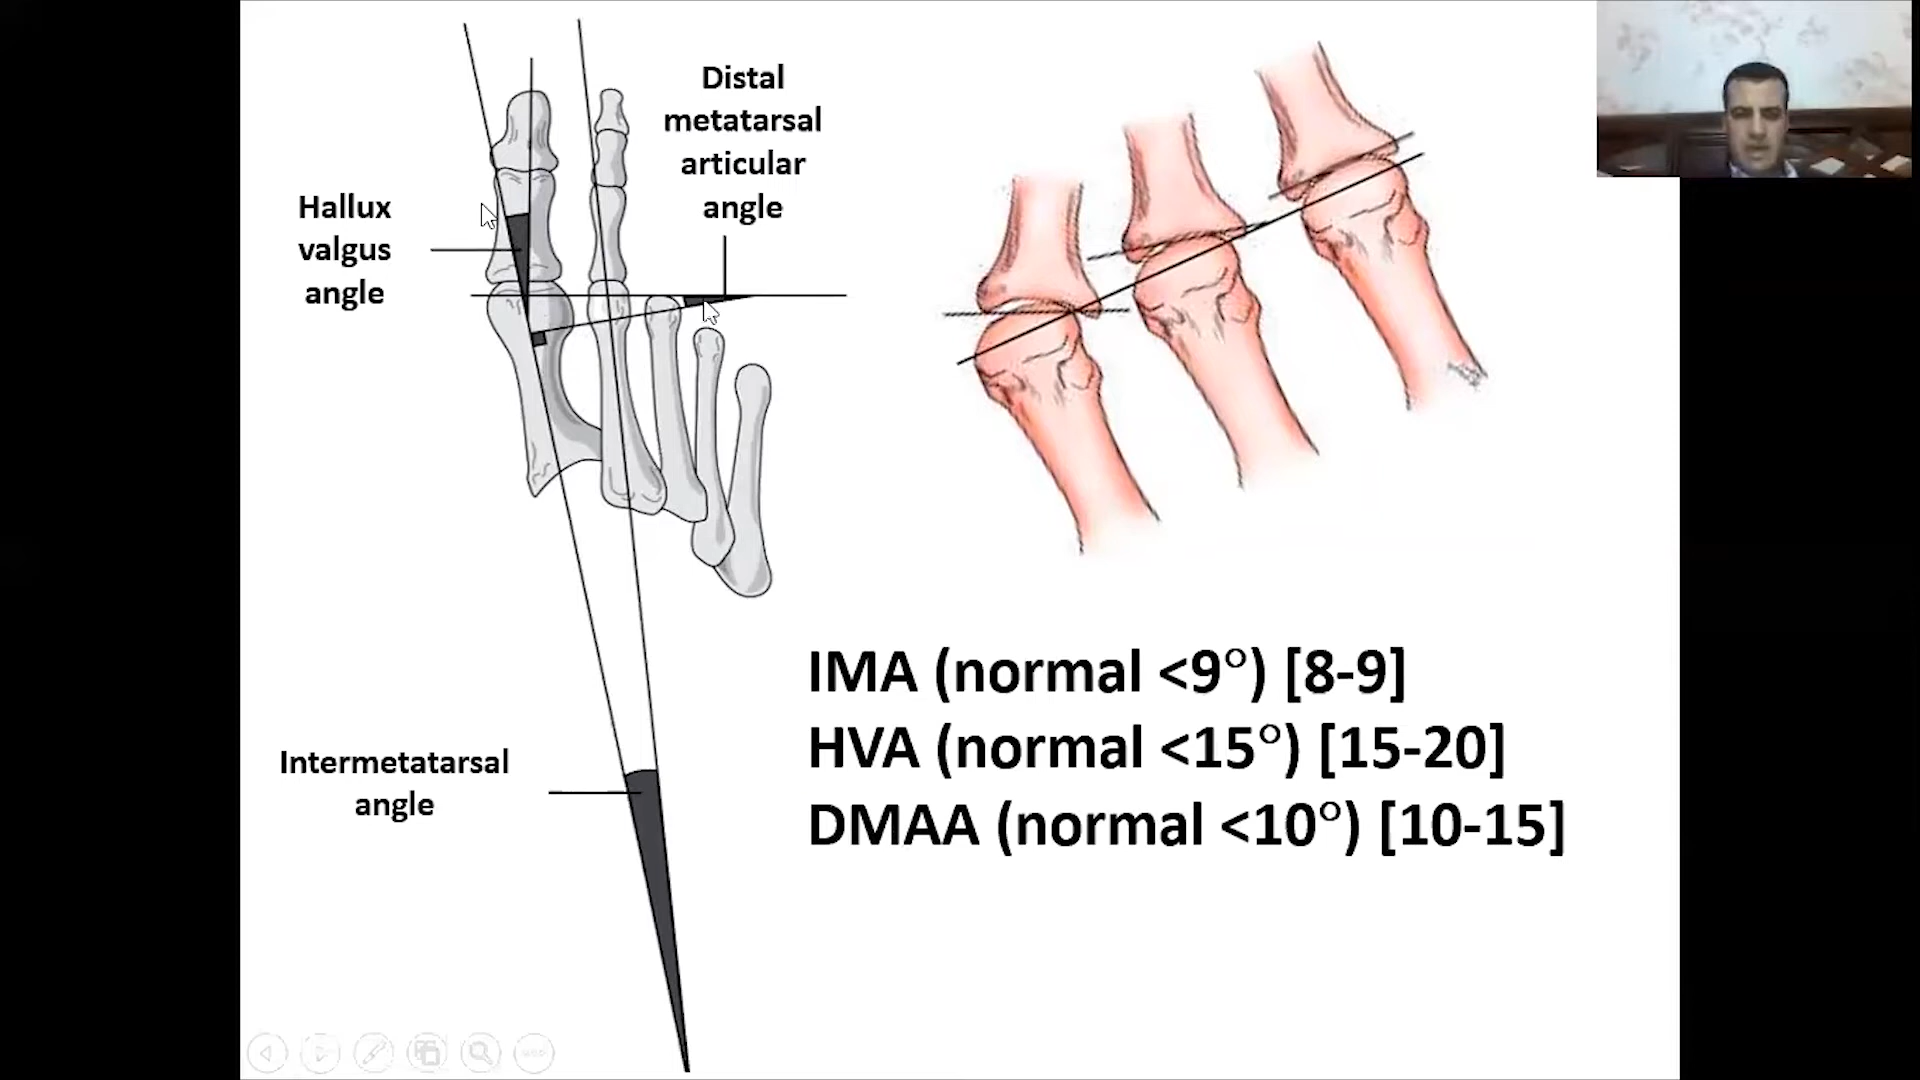 Distal
metatarsal
articular
angle
Hallux
valgus
angle
Intermetatarsal
angle
IMA (normal <9°) [8-9]
HVA (normal <15°) [15-20]
DMAA (normal <10°) [10-15]